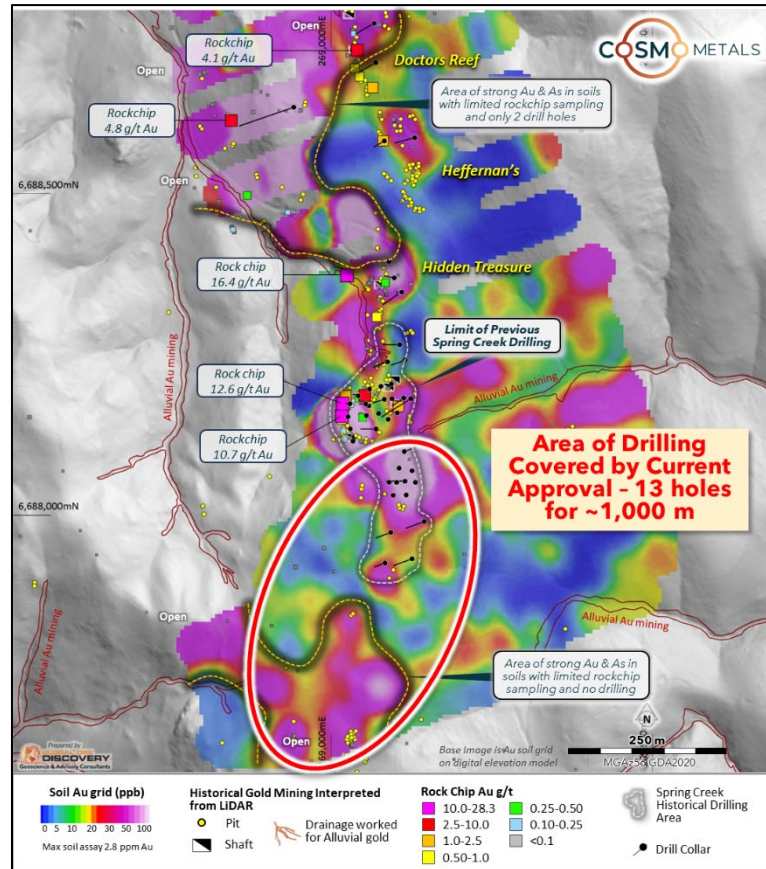 COSMO METALS
269,000mE
Rockchip
4.1 g/t Au
Open
Doctors Reef
Area of strong Au & As in soils
with limited rockchip sampling
and only 2 drill holes
Rockchip
4.8 g/t Au
Heffernan's
6,688,500mN
Open
Hidden Treasure
Rock chip
16.4 g/t Au
Limit of Previous
Spring Creek Drilling
Alluvial Au mining
Alluvial Au mining
Rock chip
12.6 g/t Au
Rockchip
10.7 g/t Au
Area of Drilling
Covered by Current
Approval - 13 holes
for ~1,000 m
6,688,000mN
Open
Alluvial Au mining
Alluvial Au mining
Area of strong Au & As in
soils with limited rockchip
sampling and no drilling
Open
269,000mE
N
250 m
Base Image is Au soil grid
on digital elevation model
MGAz56 GDA2020
Prepared by
DISCOVERY
Geoscience & Advisory Consultants
Soil Au grid (ppb)
0 5 10 20 30 50 100
Max soil assay 2.8 ppm Au
Historical Gold Mining Interpreted
from LiDAR
Pit
Shaft
Drainage worked
for Alluvial gold
Rock Chip Au g/t
10.0-28.3
2.5-10.0
1.0-2.5
0.50-1.0
0.25-0.50
0.10-0.25
<0.1
Spring Creek
Historical Drilling
Area
Drill Collar